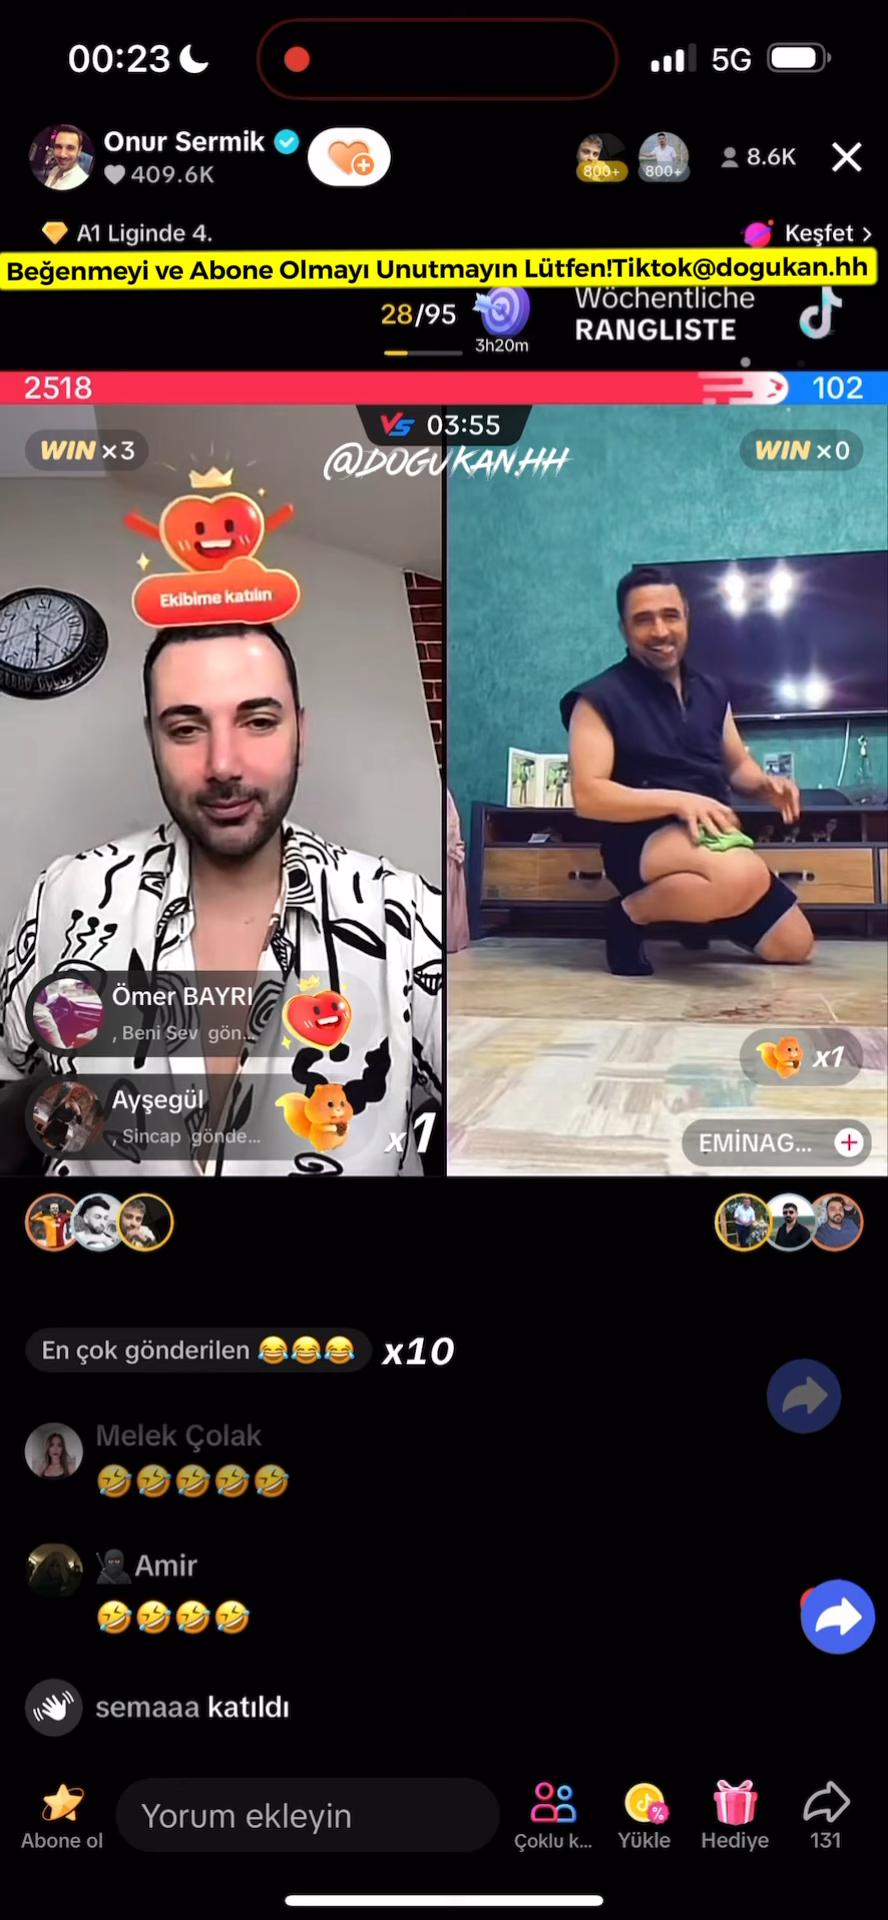 00:23
5G
Onur Sermik
409.6K
800+
800+
8.6K
A1 Liginde 4.
Keşfet
Beğenmeyi ve Abone Olmayı Unutmayın Lütfen!Tiktok@dogukan.hh
28/95
3h20m
Wöchentliche
RANGLISTE
2518
102
VS 03:55
WIN x3
WIN x0
@DOGUKAN.HH
Ekibime katılın
Ömer BAYRI
, Beni Sev gön...
Ayşegül
, Sincap gönde...
x1
x1
EMİNAG...
En çok gönderilen 😂😂😂 x10
Melek Çolak
🤣🤣🤣🤣🤣
🥷Amir
🤣🤣🤣🤣
semaaa katıldı
Abone ol
Yorum ekleyin
Çoklu k...
Yükle
Hediye
131